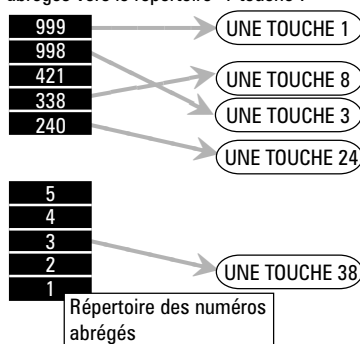 abrégés vers le répertoire "1 touche".
999 UNE TOUCHE 1
998
421 UNE TOUCHE 8
338 UNE TOUCHE 3
240
UNE TOUCHE 24
5
4
3
2 UNE TOUCHE 38
1
Répertoire des numéros
abrégés